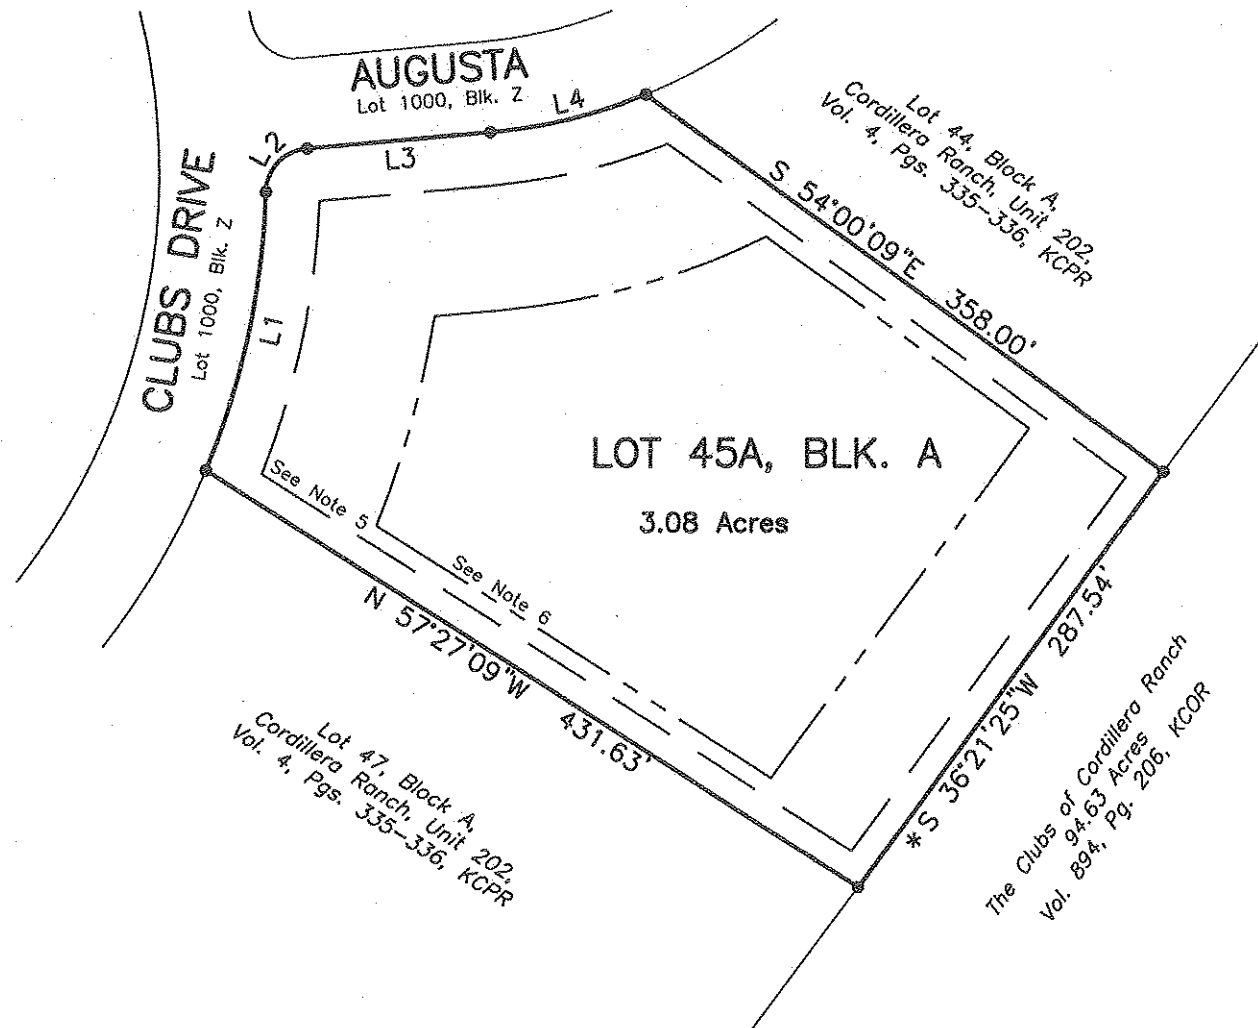 AUGUSTA
Lot 1000, Blk. Z
L4
L2
L3
CLUBS DRIVE
Lot 1000, Blk. Z
L1
Lot 44, Block A,
Cordillera Ranch, Unit 202,
Vol. 4, Pgs. 335-336, KCPR
S 54°00'09"E 358.00'
LOT 45A, BLK. A
3.08 Acres
See Note 5
See Note 6
N 57°27'09"W 431.63'
*S 36°21'25"W 287.54'
Lot 47, Block A,
Cordillera Ranch, Unit 202,
Vol. 4, Pgs. 335-336, KCPR
The Clubs of Cordillera Ranch
94.63 Acres
Vol. 894, Pg. 206, KCOR